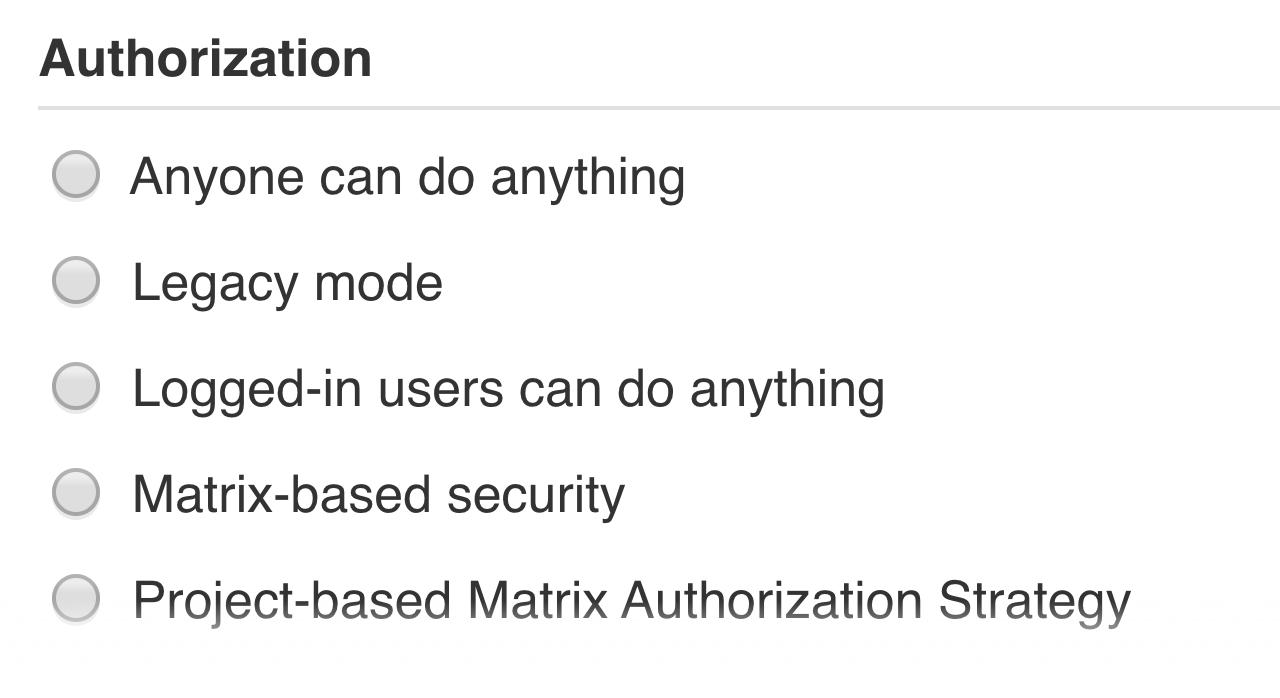 Authorization
Anyone can do anything
Legacy mode
Logged-in users can do anything
Matrix-based security
Project-based Matrix Authorization Strategy